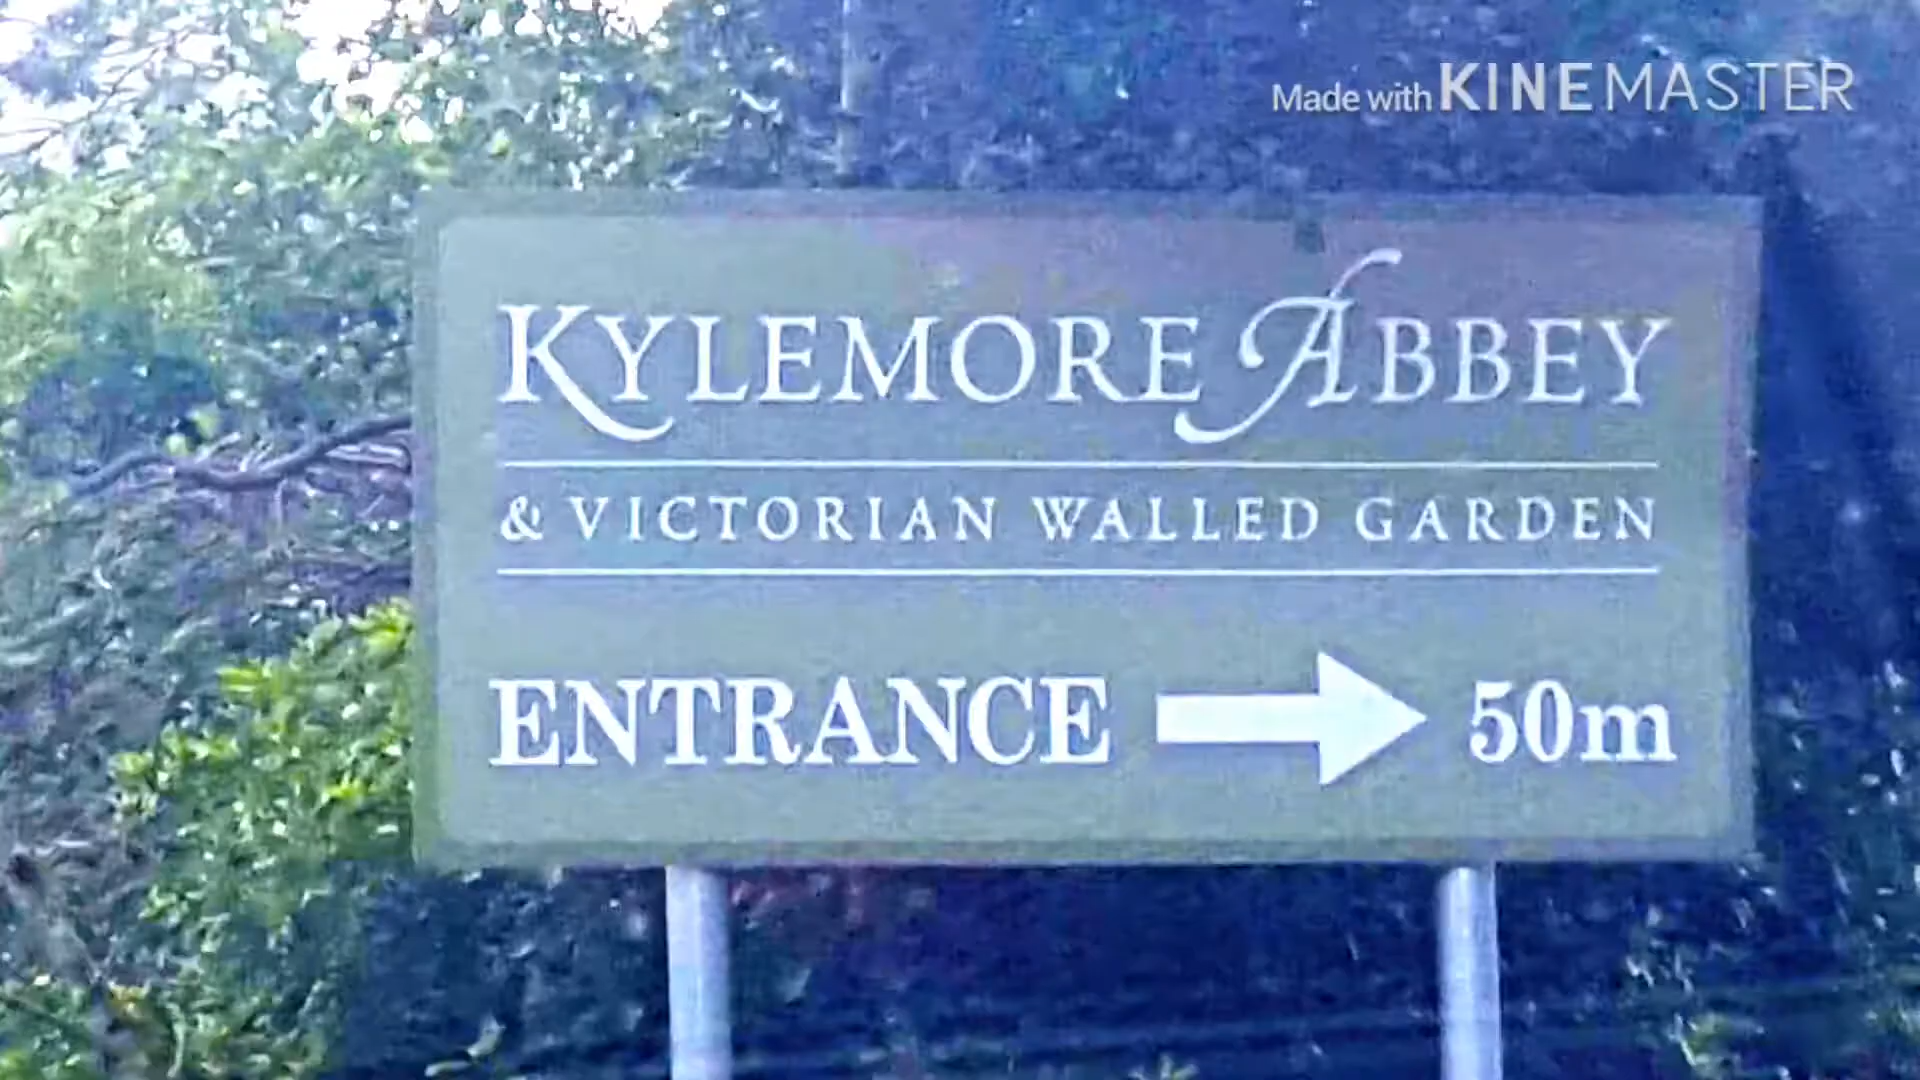 Made with KINEMASTER
KYLEMORE ABBEY
& VICTORIAN WALLED GARDEN
ENTRANCE → 50m